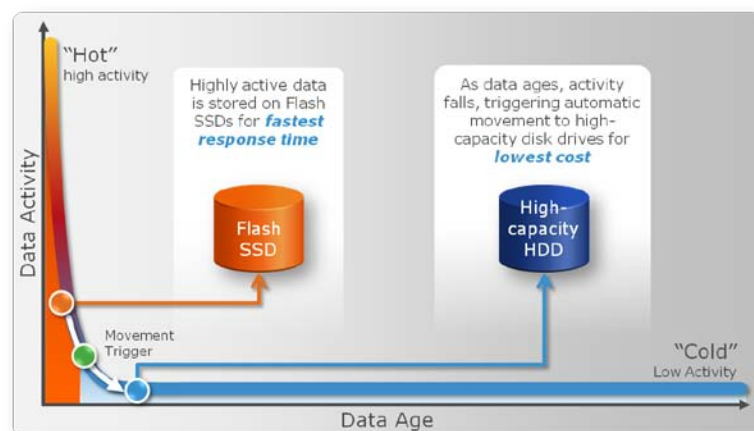 “Hot”
high activity
Highly active data
is stored on Flash
SSDs for fastest
response time
As data ages, activity
falls, triggering automatic
movement to high-
capacity disk drives for
lowest cost
Flash
SSD
High-
capacity
HDD
Data Activity
Movement
Trigger
“Cold”
Low Activity
Data Age